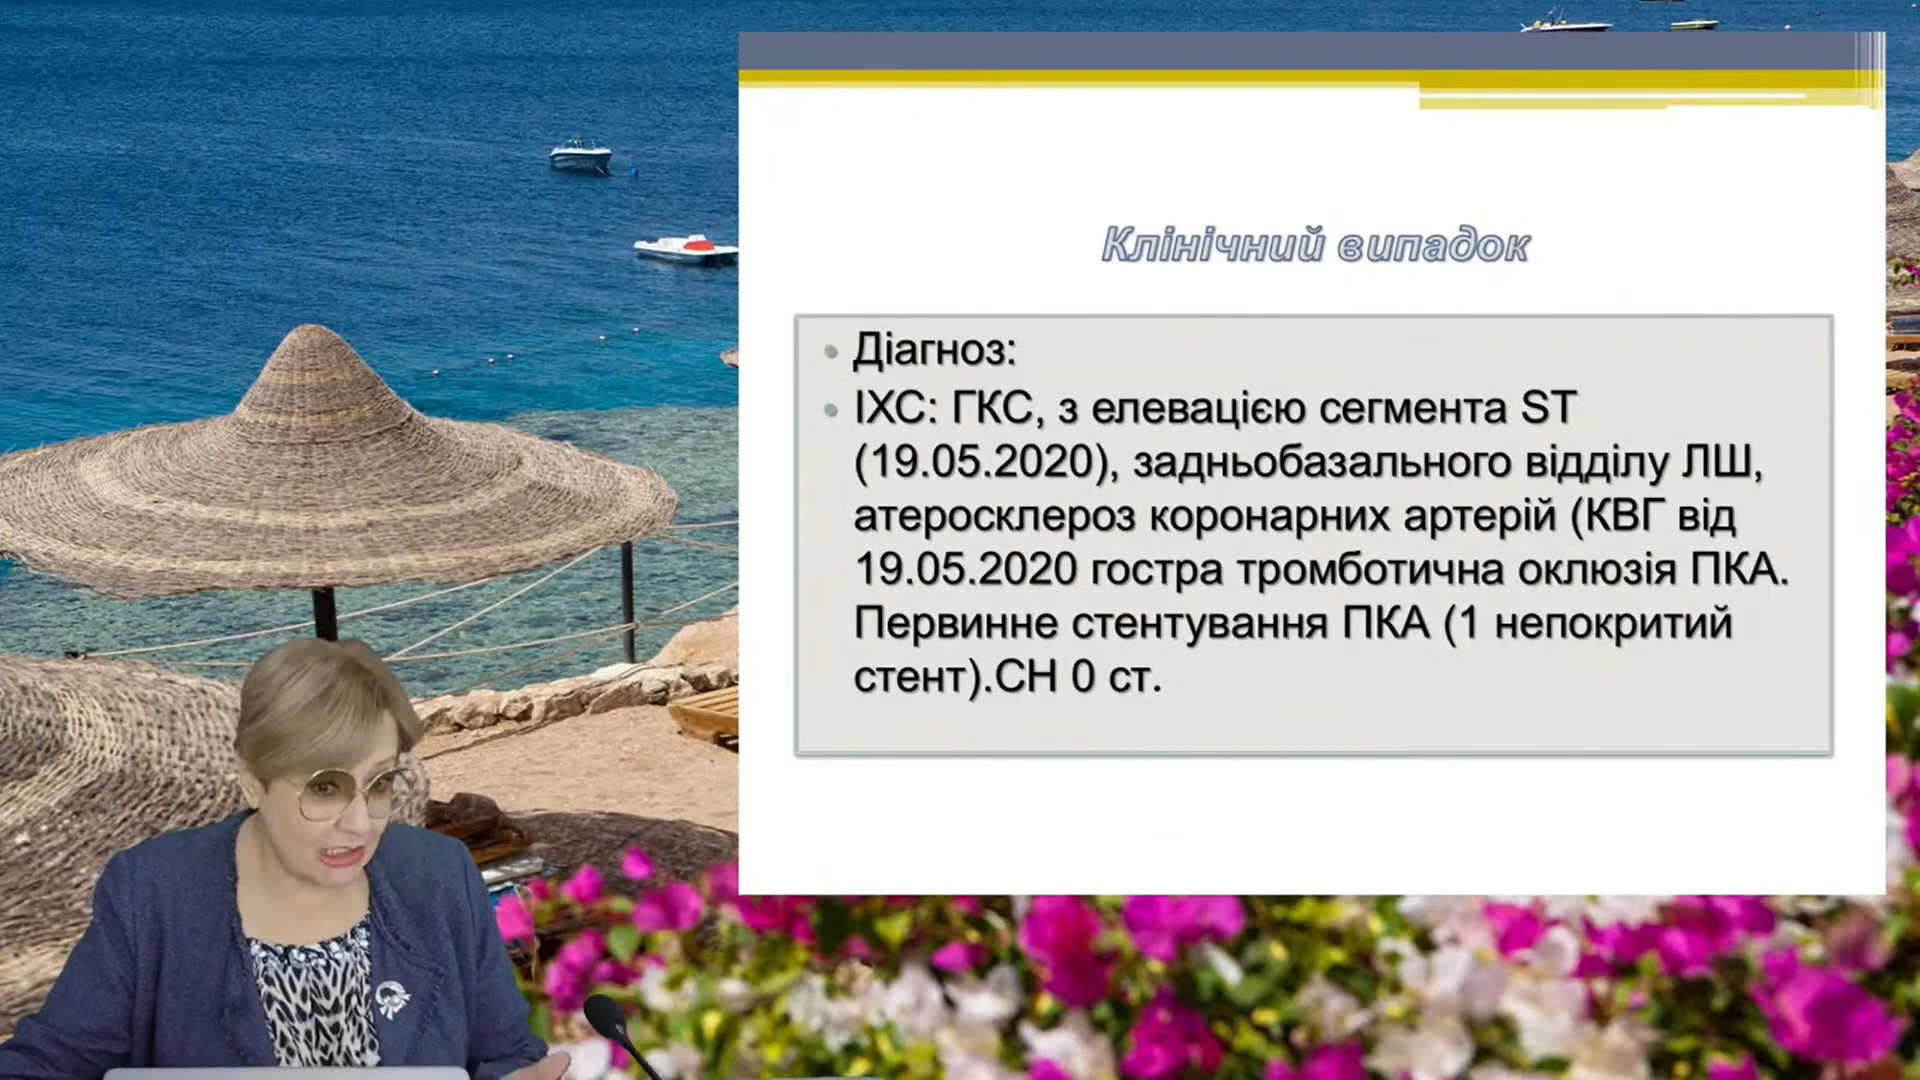 Клінічний випадок
Діагноз:
ІХС: ГКС, з елевацією сегмента ST
(19.05.2020), задньобазального відділу ЛШ,
атеросклероз коронарних артерій (КВГ від
19.05.2020 гостра тромботична оклюзія ПКА.
Первинне стентування ПКА (1 непокритий
стент).СН 0 ст.